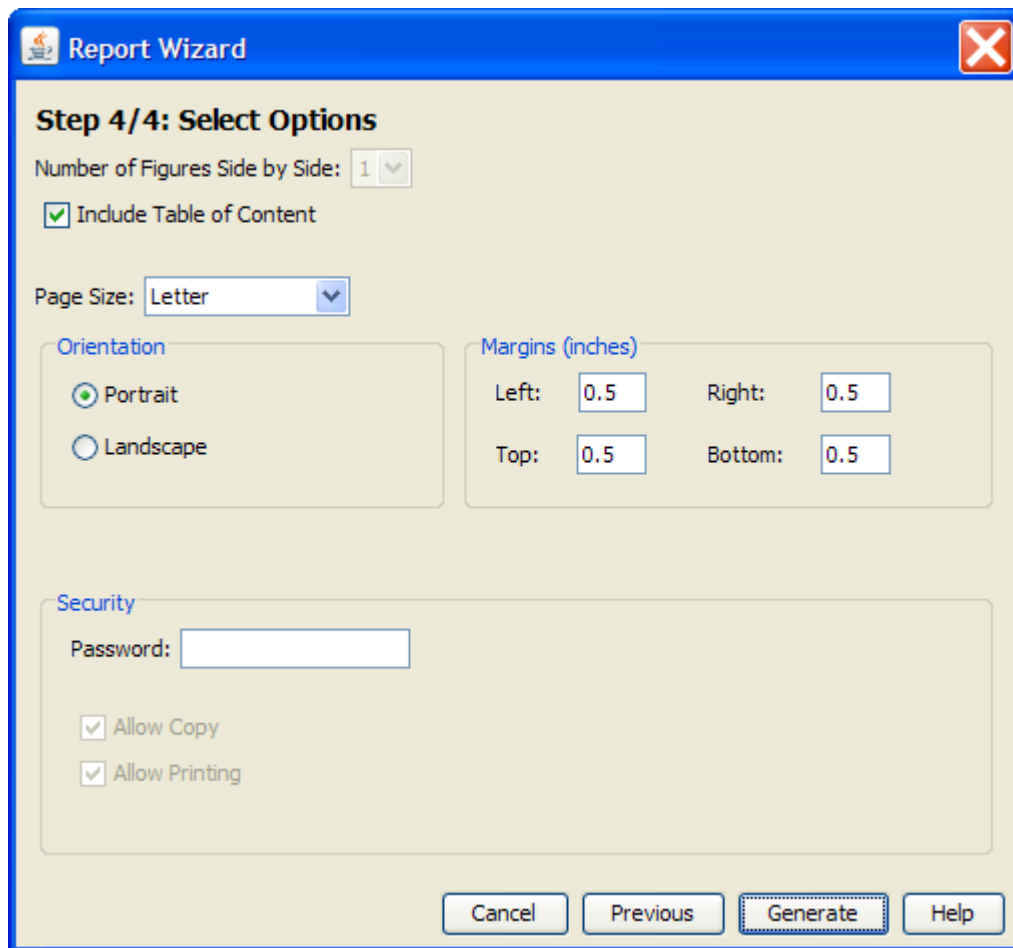 Report Wizard
Step 4/4: Select Options
Number of Figures Side by Side: 1
Include Table of Content
Page Size: Letter
Orientation
Portrait
Landscape
Margins (inches)
Left: 0.5 Right: 0.5
Top: 0.5 Bottom: 0.5
Security
Password:
Allow Copy
Allow Printing
Cancel Previous Generate Help